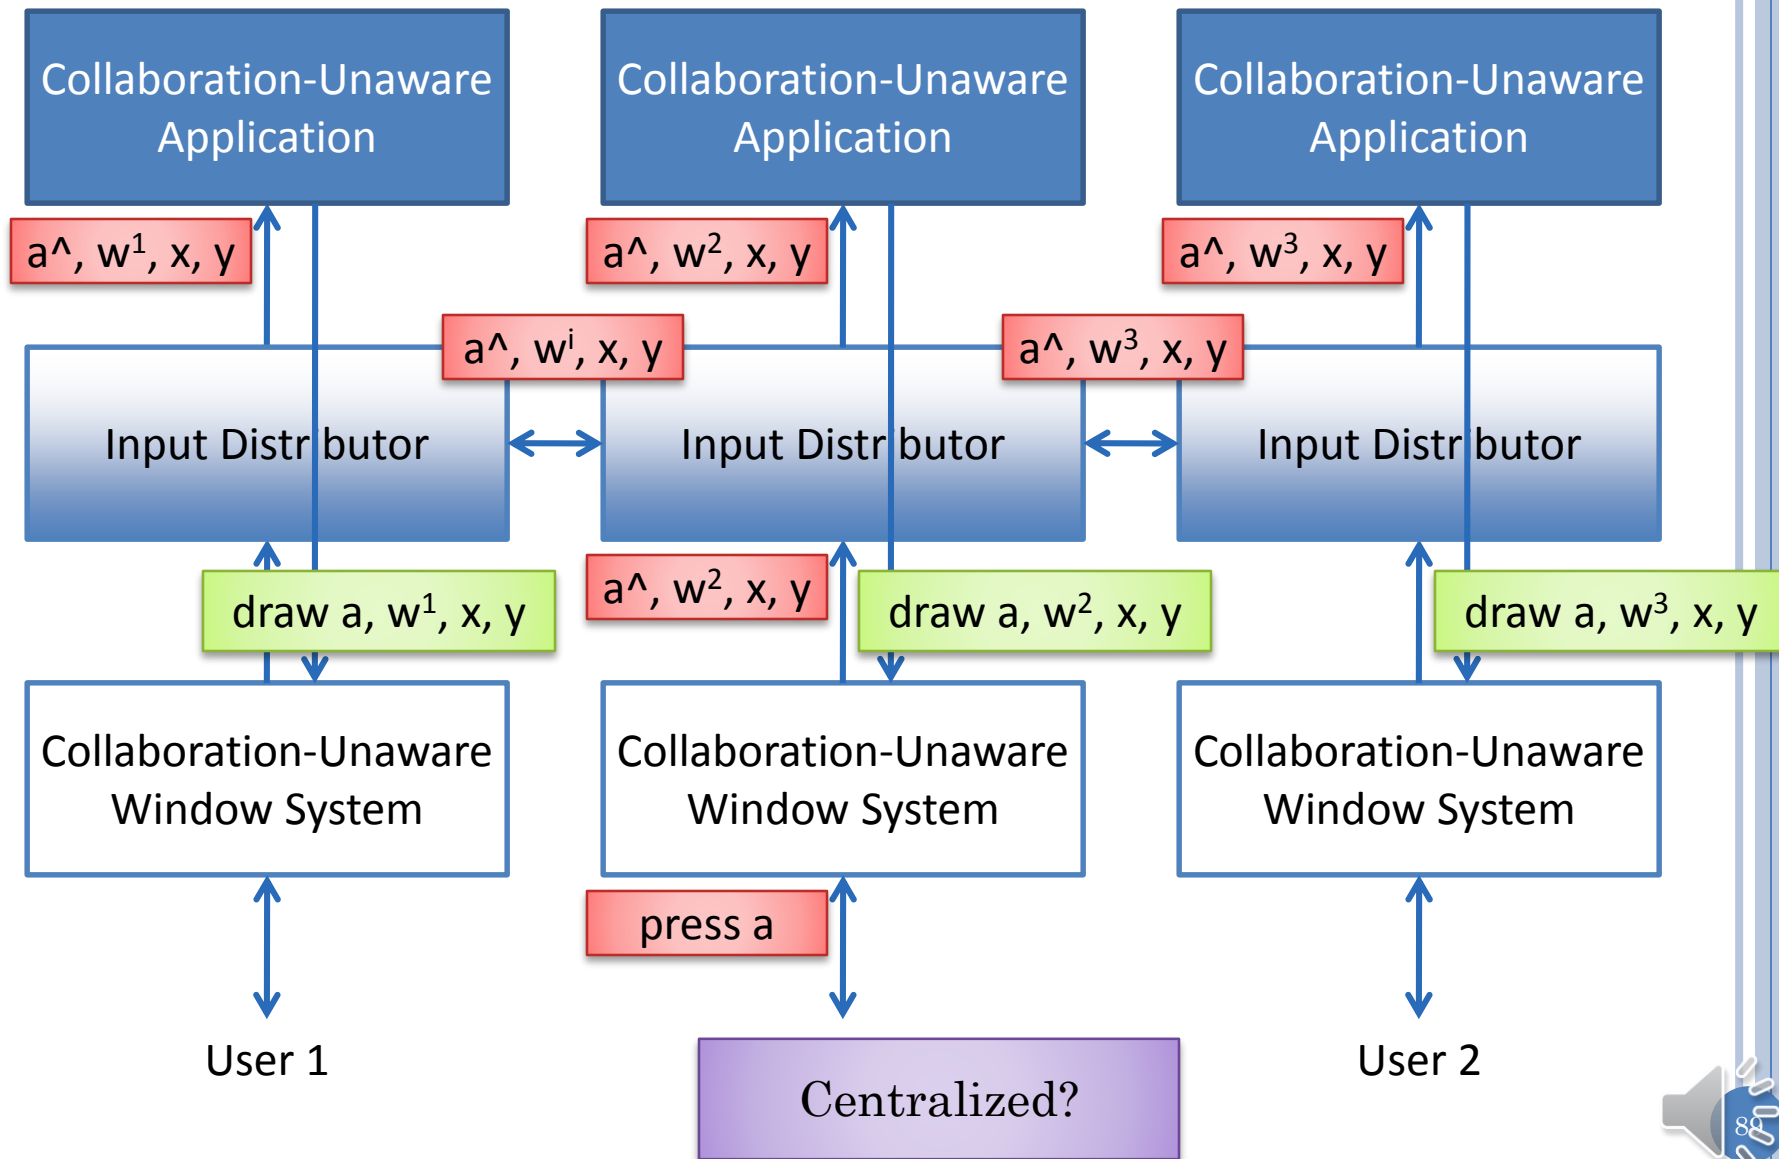 Collaboration-Unaware
Application
Collaboration-Unaware
Application
Collaboration-Unaware
Application
a^, w¹, x, y
a^, w², x, y
a^, w³, x, y
a^, wⁱ, x, y
a^, w³, x, y
Input Distributor
Input Distributor
Input Distributor
draw a, w¹, x, y
a^, w², x, y
draw a, w², x, y
draw a, w³, x, y
Collaboration-Unaware
Window System
Collaboration-Unaware
Window System
Collaboration-Unaware
Window System
press a
User 1
User 2
Centralized?